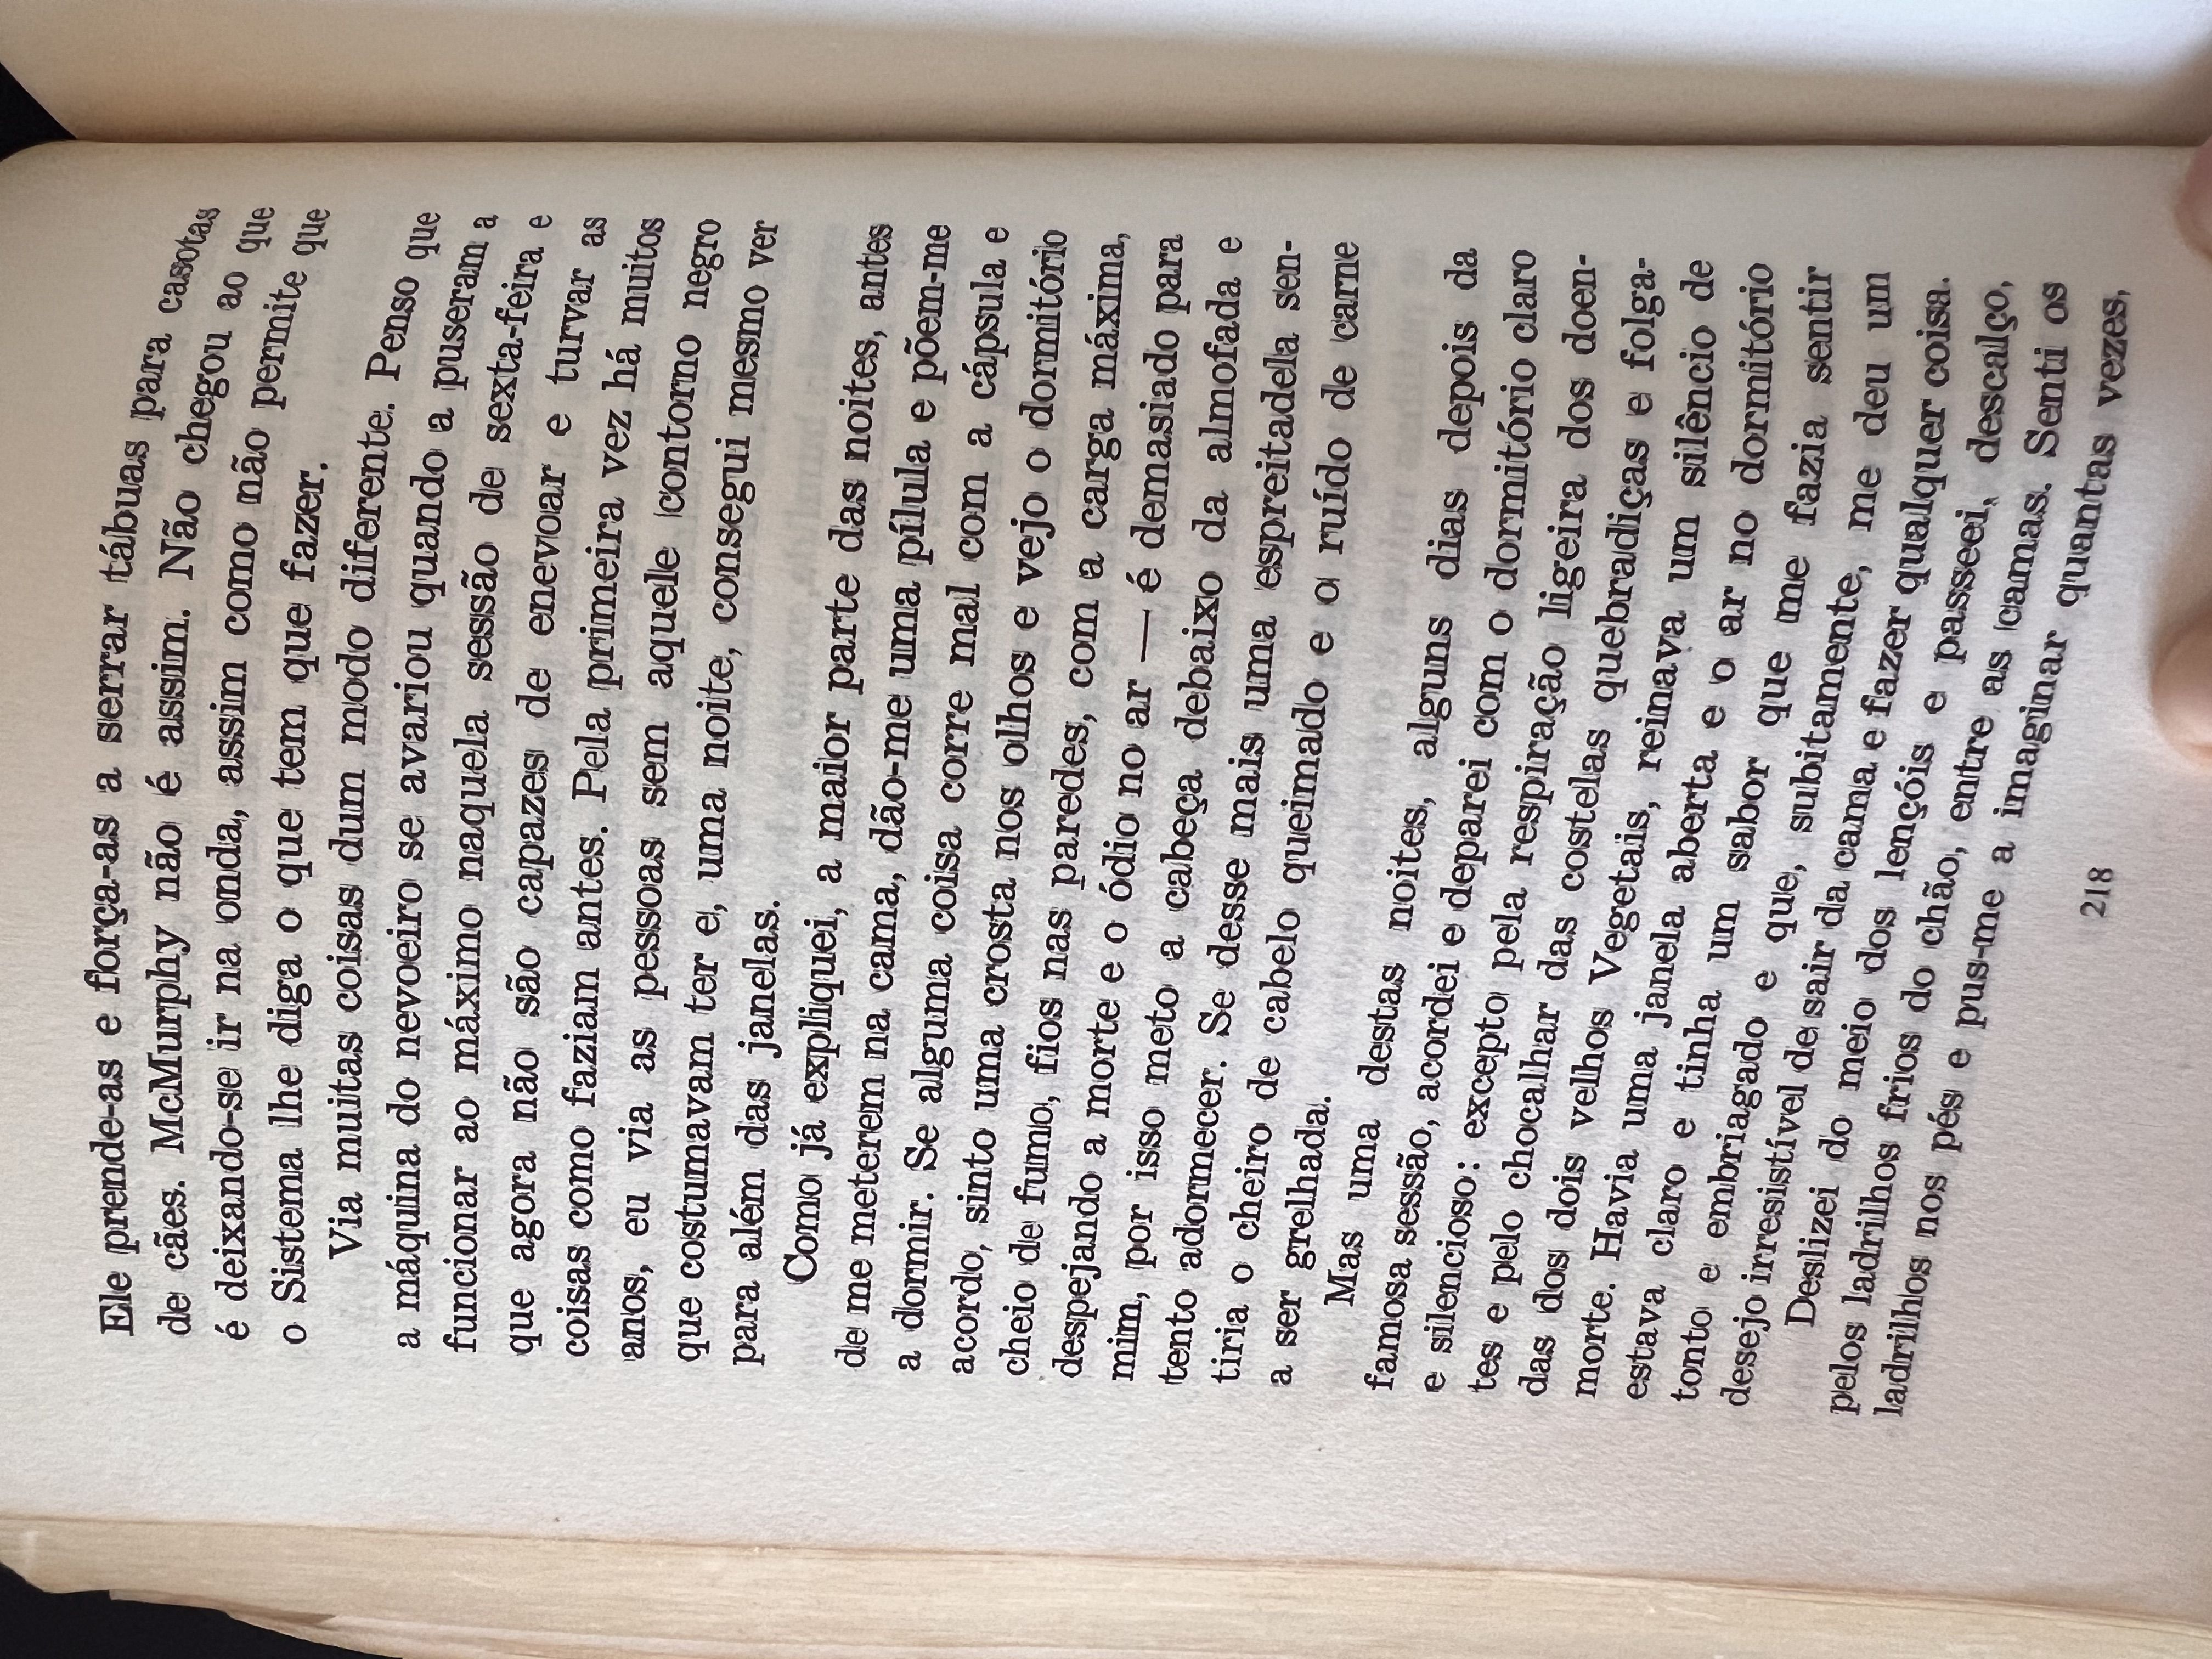 Ele prende-as e força-as a serrar tábuas para casotas
de cães. McMurphy não é assim. Não chegou ao que
é deixando-se ir na onda, assim como não permite que
o Sistema lhe diga o que tem que fazer.
Via muitas coisas dum modo diferente. Penso que
a máquina do nevoeiro se avariou quando a puseram a
funcionar ao máximo naquela sessão de sexta-feira e
que agora não são capazes de enevoar e turvar as
coisas como faziam antes. Pela primeira vez há muitos
anos, eu via as pessoas sem aquele contorno negro
que costumavam ter e, uma noite, consegui mesmo ver
para além das janelas.
Como já expliquei, a maior parte das noites, antes
de me meterem na cama, dão-me uma pílula e põem-me
a dormir. Se alguma coisa corre mal com a cápsula e
acordo, sinto uma crosta nos olhos e vejo o dormitório
cheio de fumo, fios nas paredes, com a carga máxima,
despejando a morte e o ódio no ar — é demasiado para
mim, por isso meto a cabeça debaixo da almofada e
tento adormecer. Se desse mais uma espreitadela sen-
tiria o cheiro de cabelo queimado e o ruído de carne
a ser grelhada.
Mas uma destas noites, alguns dias depois da
famosa sessão, acordei e deparei com o dormitório claro
e silencioso: excepto pela respiração ligeira dos doen-
tes e pelo chocalhar das costelas quebradiças e folga-
das dos dois velhos Vegetais, reinava um silêncio de
morte. Havia uma janela aberta e o ar no dormitório
estava claro e tinha um sabor que me fazia sentir
tonto e embriagado e que, subitamente, me deu um
desejo irresistível de sair da cama e fazer qualquer coisa.
Deslizei do meio dos lençóis e passeei, descalço,
pelos ladrilhos frios do chão, entre as camas. Senti os
ladrilhos nos pés e pus-me a imaginar quantas vezes,
218